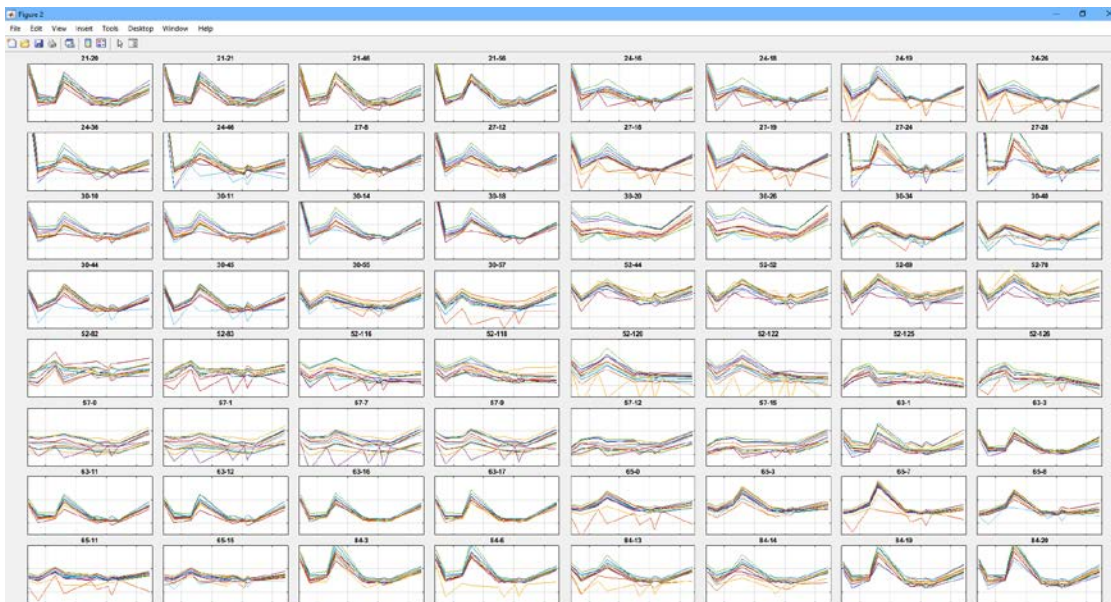 Figure 2
File Edit View Insert Tools Desktop Window Help
21-20 21-21 21-46 21-56 24-16 24-18 24-19 24-26
24-36 24-46 27-8 27-12 27-15 27-19 27-24 27-28
30-10 30-11 30-14 30-18 30-20 30-26 30-34 30-40
30-44 30-45 30-55 30-57 52-44 52-52 52-69 52-70
52-82 52-83 52-116 52-118 52-120 52-122 52-125 52-126
57-0 57-1 57-7 57-9 57-12 57-15 63-1 63-3
63-11 63-12 63-16 63-17 65-0 65-3 65-7 65-8
65-11 65-15 84-3 84-6 84-13 84-14 84-19 84-20